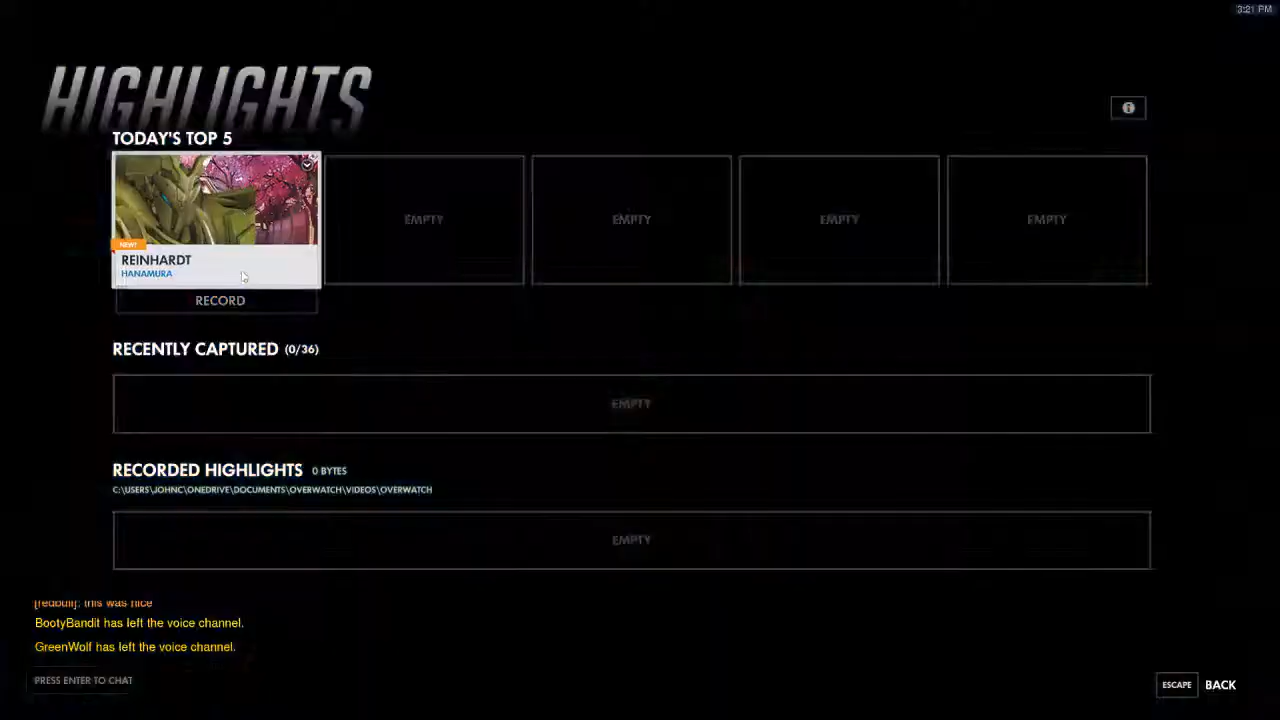 3:21 PM
HIGHLIGHTS
TODAY'S TOP 5
NEW!
REINHARDT
HANAMURA
EMPTY
EMPTY
EMPTY
EMPTY
RECORD
RECENTLY CAPTURED (0/36)
EMPTY
RECORDED HIGHLIGHTS 0 BYTES
C:\USERS\JOHNC\ONEDRIVE\DOCUMENTS\OVERWATCH\VIDEOS\OVERWATCH
EMPTY
[redbull]: this was nice
BootyBandit has left the voice channel.
GreenWolf has left the voice channel.
PRESS ENTER TO CHAT
ESCAPE BACK